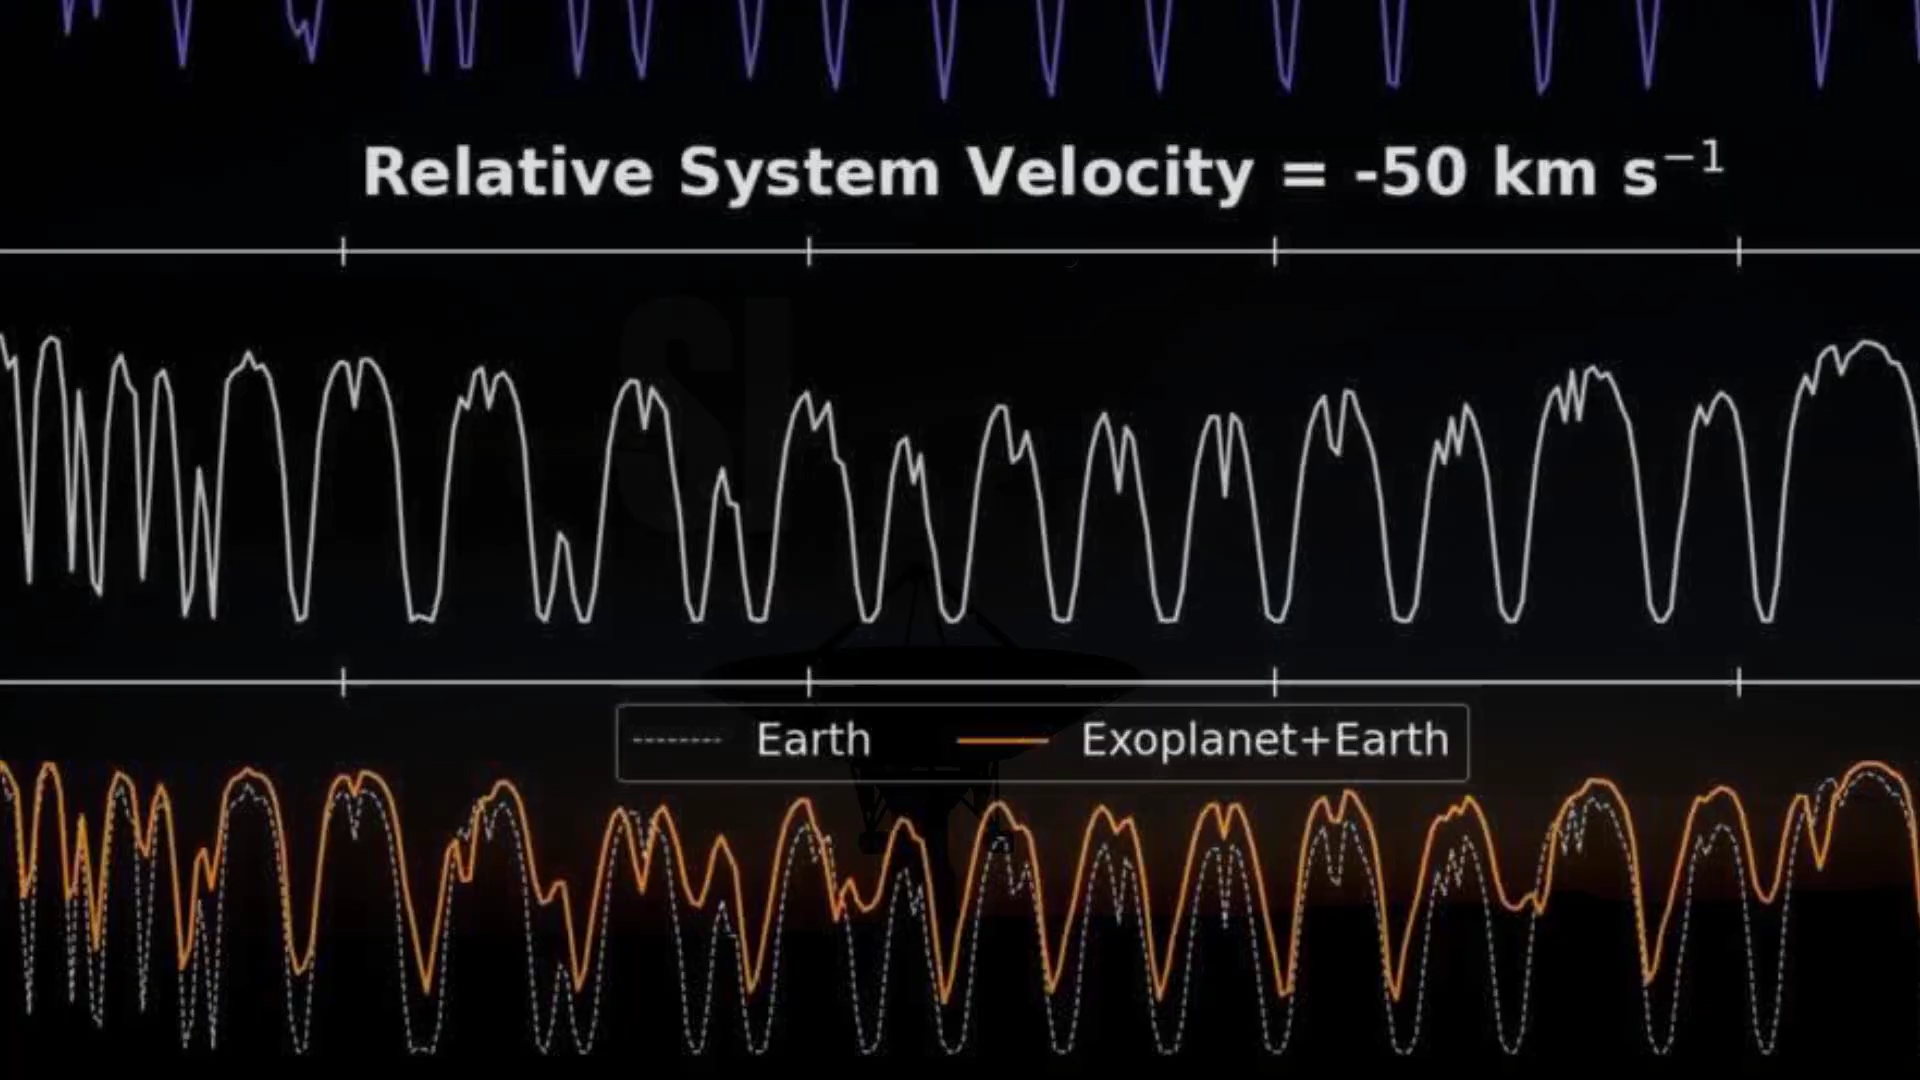 Relative System Velocity = -50 km s⁻¹
Earth Exoplanet+Earth